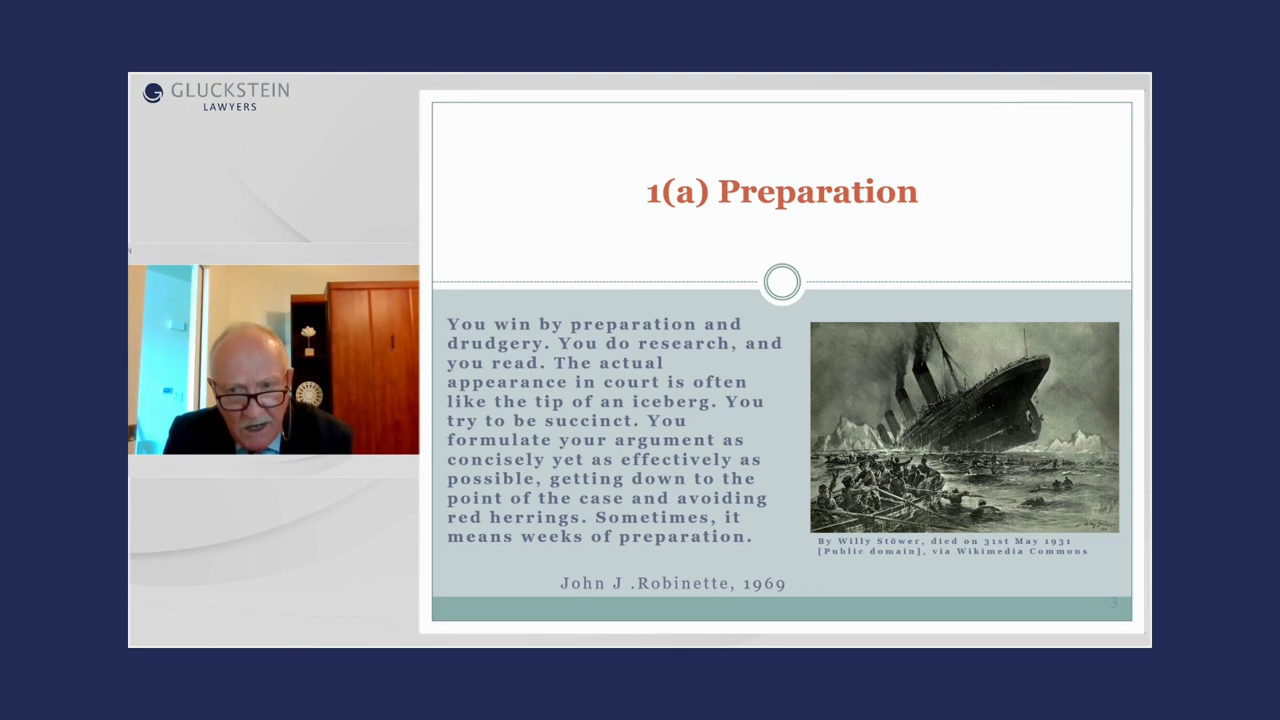 GLUCKSTEIN
LAWYERS
1(a) Preparation
You win by preparation and
drudgery. You do research, and
you read. The actual
appearance in court is often
like the tip of an iceberg. You
try to be succinct. You
formulate your argument as
concisely yet as effectively as
possible, getting down to the
point of the case and avoiding
red herrings. Sometimes, it
means weeks of preparation.
John J .Robinette, 1969
By Willy Stöwer, died on 31st May 1931
[Public domain], via Wikimedia Commons
3